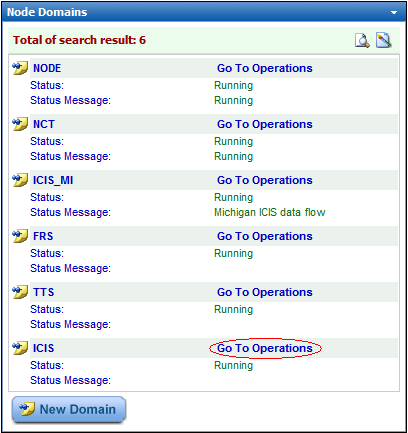 Node Domains
Total of search result: 6
NODE Go To Operations
Status: Running
Status Message: Running
NCT Go To Operations
Status: Running
Status Message: Running
ICIS_MI Go To Operations
Status: Running
Status Message: Michigan ICIS data flow
FRS Go To Operations
Status: Running
Status Message:
TTS Go To Operations
Status: Running
Status Message:
ICIS Go To Operations
Status: Running
Status Message:
New Domain